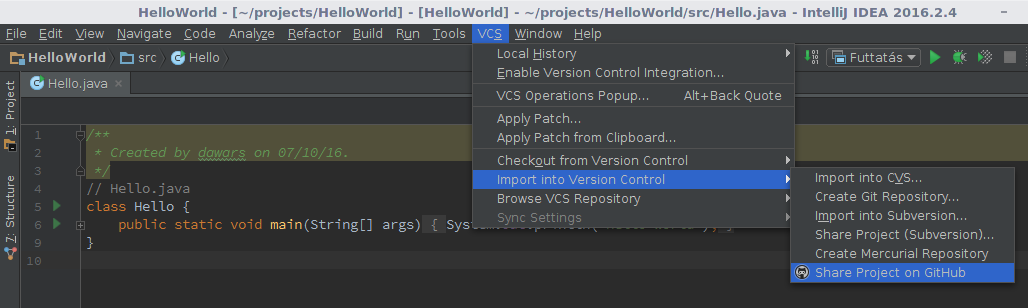 HelloWorld - [~/projects/HelloWorld] - [HelloWorld] - ~/projects/HelloWorld/src/Hello.java - IntelliJ IDEA 2016.2.4
File Edit View Navigate Code Analyze Refactor Build Run Tools VCS Window Help
HelloWorld src Hello
Futtatás
Hello.java
1: Project
7: Structure
Local History
Enable Version Control Integration...
VCS Operations Popup... Alt+Back Quote
Apply Patch...
Apply Patch from Clipboard...
Checkout from Version Control
Import into Version Control
Browse VCS Repository
Sync Settings
Import into CVS...
Create Git Repository...
Import into Subversion...
Share Project (Subversion)...
Create Mercurial Repository
Share Project on GitHub
1 /**
2 * Created by dawars on 07/10/16.
3 */
4 // Hello.java
5 class Hello {
6 public static void main(String[] args) {
9 }
10